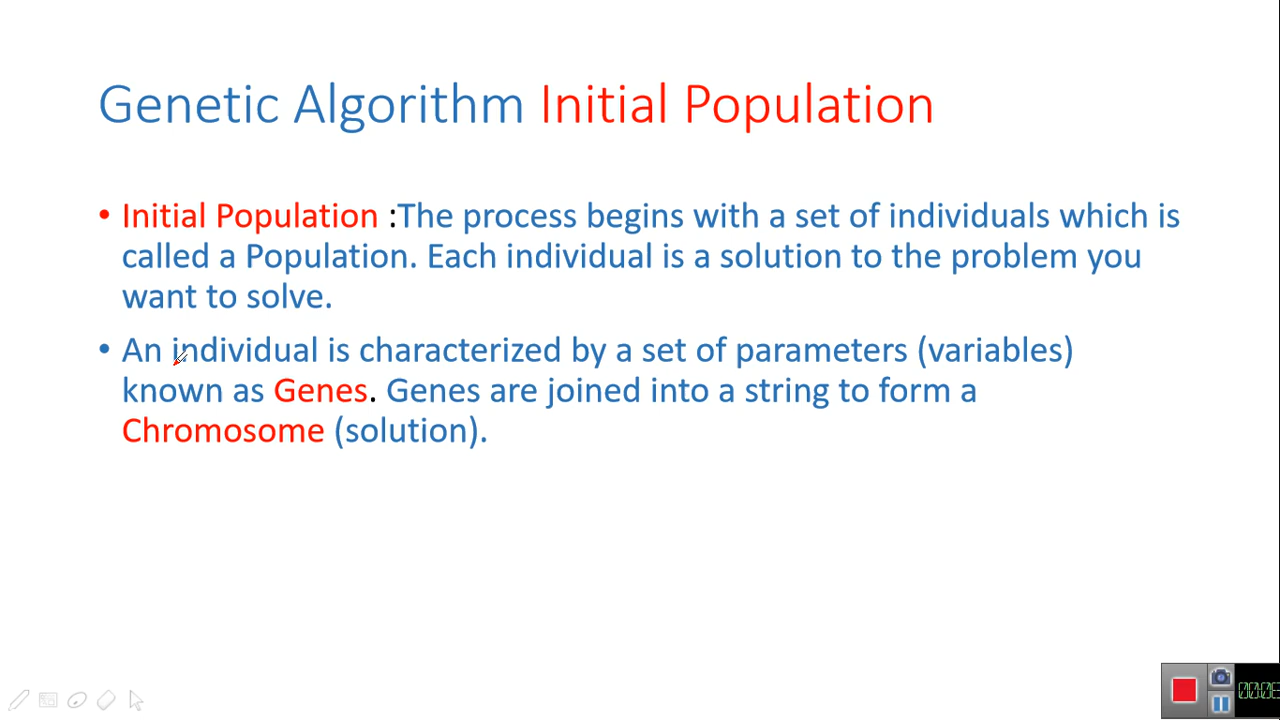 Genetic Algorithm Initial Population
• Initial Population :The process begins with a set of individuals which is
called a Population. Each individual is a solution to the problem you
want to solve.
• An individual is characterized by a set of parameters (variables)
known as Genes. Genes are joined into a string to form a
Chromosome (solution).